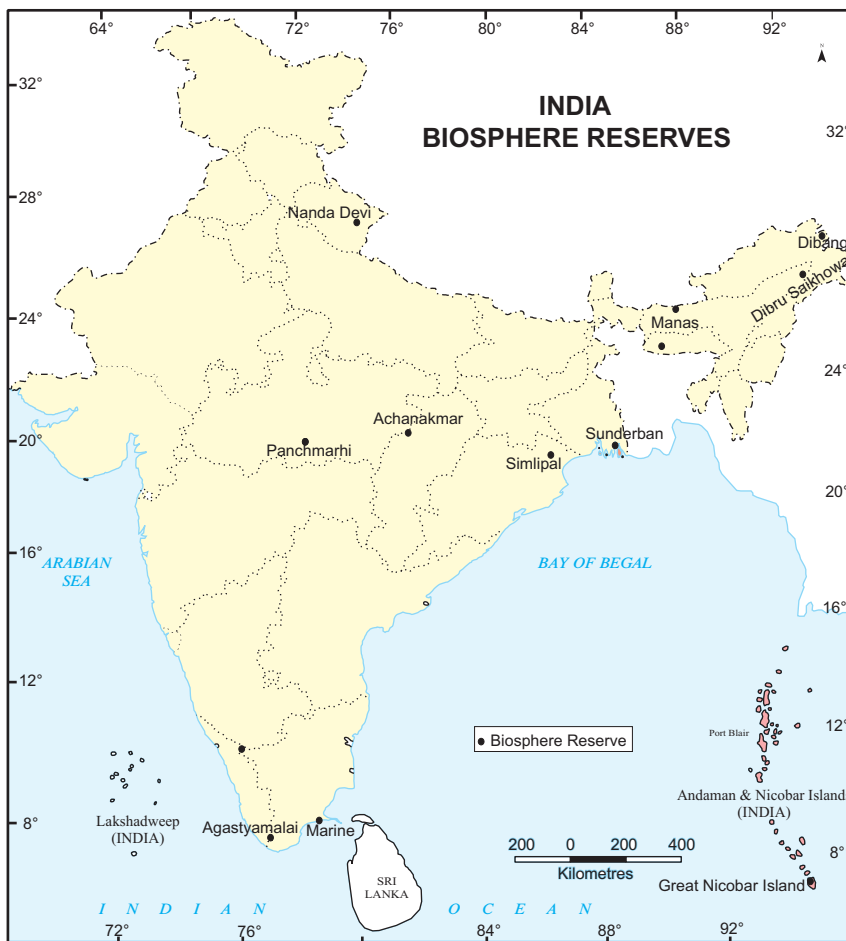 64° 72° 76° 80° 84° 88° 92°
N
32°
INDIA
BIOSPHERE RESERVES
32°
28°
Nanda Devi
Dibang
Dibru Saikhowa
24°
Manas
24°
Achanakmar
20°
Panchmarhi
Sunderban
Simlipal
20°
16°
ARABIAN
SEA
BAY OF BEGAL
16°
12°
12°
Port Blair
Biosphere Reserve
Andaman & Nicobar Island
(INDIA)
Lakshadweep
(INDIA)
8°
Agastyamalai
Marine
200 0 200 400
Kilometres
8°
SRI
LANKA
Great Nicobar Island
INDIAN OCEAN
72° 76° 84° 88° 92°